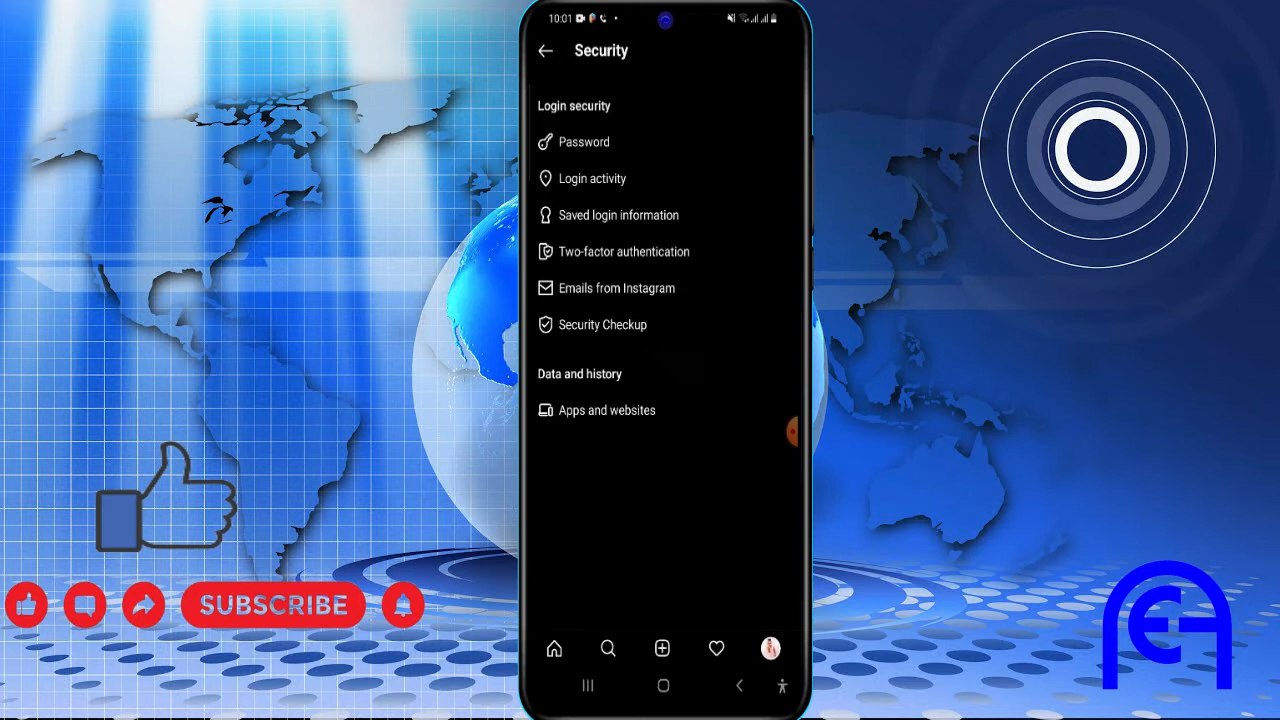 10:01
Security
Login security
Password
Login activity
Saved login information
Two-factor authentication
Emails from Instagram
Security Checkup
Data and history
Apps and websites
SUBSCRIBE